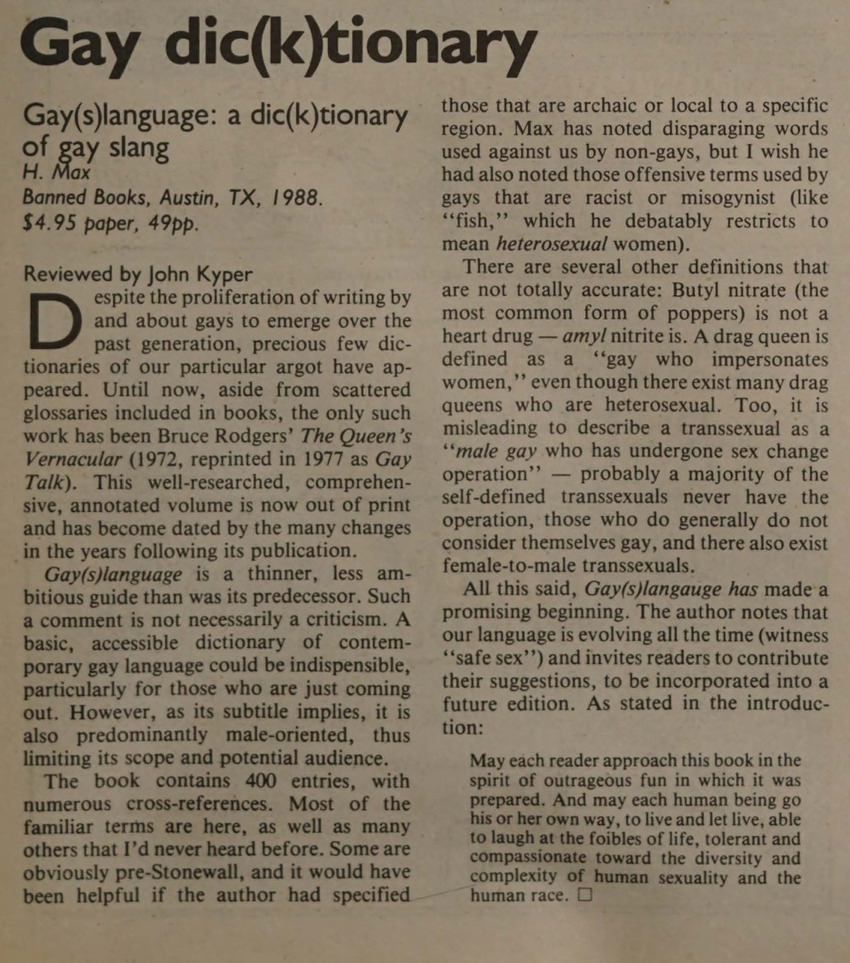 Gay dic(k)tionary
Gay(s)language: a dic(k)tionary
of gay slang
H. Max
Banned Books, Austin, TX, 1988.
$4.95 paper, 49pp.
Reviewed by John Kyper
Despite the proliferation of writing by
and about gays to emerge over the
past generation, precious few dic-
tionaries of our particular argot have ap-
peared. Until now, aside from scattered
glossaries included in books, the only such
work has been Bruce Rodgers' The Queen's
Vernacular (1972, reprinted in 1977 as Gay
Talk). This well-researched, comprehen-
sive, annotated volume is now out of print
and has become dated by the many changes
in the years following its publication.
Gay(s)language is a thinner, less am-
bitious guide than was its predecessor. Such
a comment is not necessarily a criticism. A
basic, accessible dictionary of contem-
porary gay language could be indispensible,
particularly for those who are just coming
out. However, as its subtitle implies, it is
also predominantly male-oriented, thus
limiting its scope and potential audience.
The book contains 400 entries, with
numerous cross-references. Most of the
familiar terms are here, as well as many
others that I'd never heard before. Some are
obviously pre-Stonewall, and it would have
been helpful if the author had specified
those that are archaic or local to a specific
region. Max has noted disparaging words
used against us by non-gays, but I wish he
had also noted those offensive terms used by
gays that are racist or misogynist (like
"fish," which he debatably restricts to
mean heterosexual women).
There are several other definitions that
are not totally accurate: Butyl nitrate (the
most common form of poppers) is not a
heart drug — amyl nitrite is. A drag queen is
defined as a "gay who impersonates
women," even though there exist many drag
queens who are heterosexual. Too, it is
misleading to describe a transsexual as a
"male gay who has undergone sex change
operation" — probably a majority of the
self-defined transsexuals never have the
operation, those who do generally do not
consider themselves gay, and there also exist
female-to-male transsexuals.
All this said, Gay(s)langauge has made a
promising beginning. The author notes that
our language is evolving all the time (witness
"safe sex") and invites readers to contribute
their suggestions, to be incorporated into a
future edition. As stated in the introduc-
tion:
May each reader approach this book in the
spirit of outrageous fun in which it was
prepared. And may each human being go
his or her own way, to live and let live, able
to laugh at the foibles of life, tolerant and
compassionate toward the diversity and
complexity of human sexuality and the
human race. □